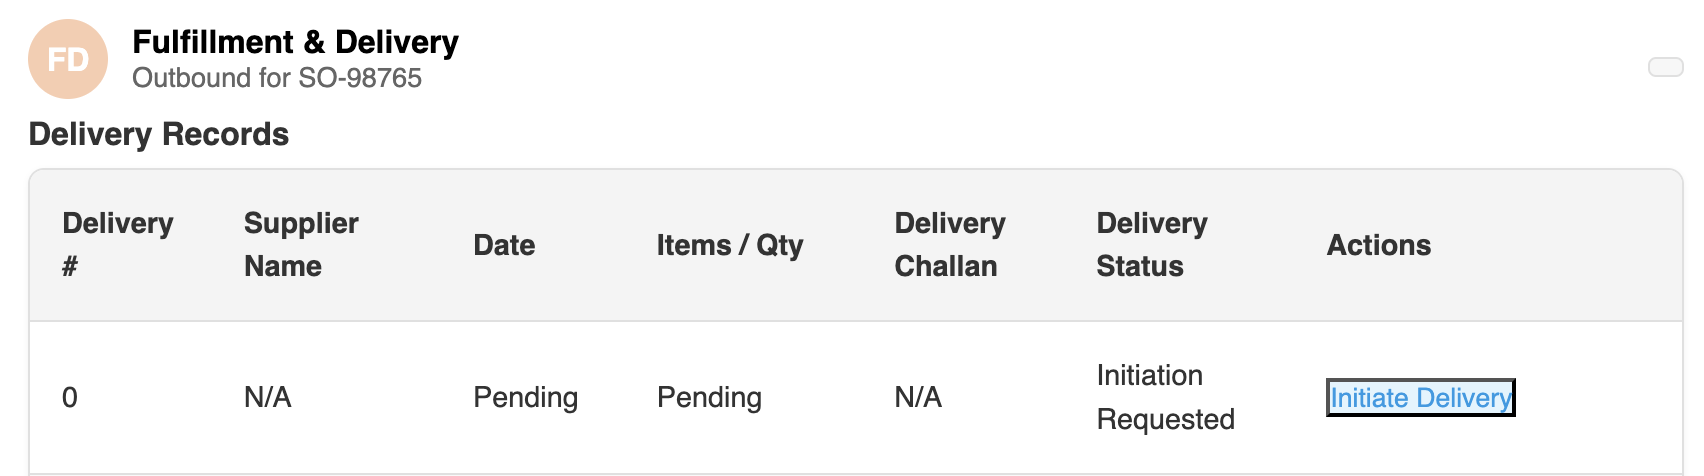 FD
Fulfillment & Delivery
Outbound for SO-98765
Delivery Records
Delivery #
Supplier Name
Date
Items / Qty
Delivery Challan
Delivery Status
Actions
0
N/A
Pending
Pending
N/A
Initiation Requested
Initiate Delivery